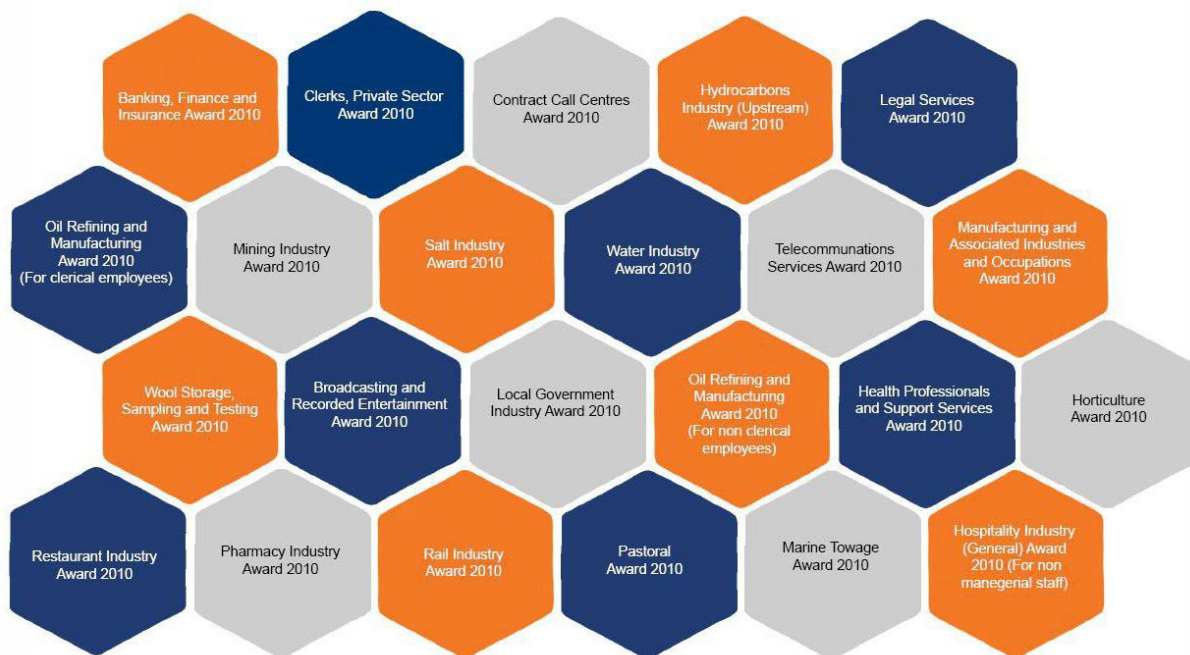 Banking, Finance and
Insurance Award 2010
Clerks, Private Sector
Award 2010
Contract Call Centres
Award 2010
Hydrocarbons
Industry (Upstream)
Award 2010
Legal Services
Award 2010
Oil Refining and
Manufacturing
Award 2010
(For clerical employees)
Mining Industry
Award 2010
Salt Industry
Award 2010
Water Industry
Award 2010
Telecommunations
Services Award 2010
Manufacturing and
Associated Industries
and Occupations
Award 2010
Wool Storage,
Sampling and Testing
Award 2010
Broadcasting and
Recorded Entertainment
Award 2010
Local Government
Industry Award 2010
Oil Refining and
Manufacturing
Award 2010
(For non clerical
employees)
Health Professionals
and Support Services
Award 2010
Horticulture
Award 2010
Restaurant Industry
Award 2010
Pharmacy Industry
Award 2010
Rail Industry
Award 2010
Pastoral
Award 2010
Marine Towage
Award 2010
Hospitality Industry
(General) Award
2010 (For non
manegerial staff)